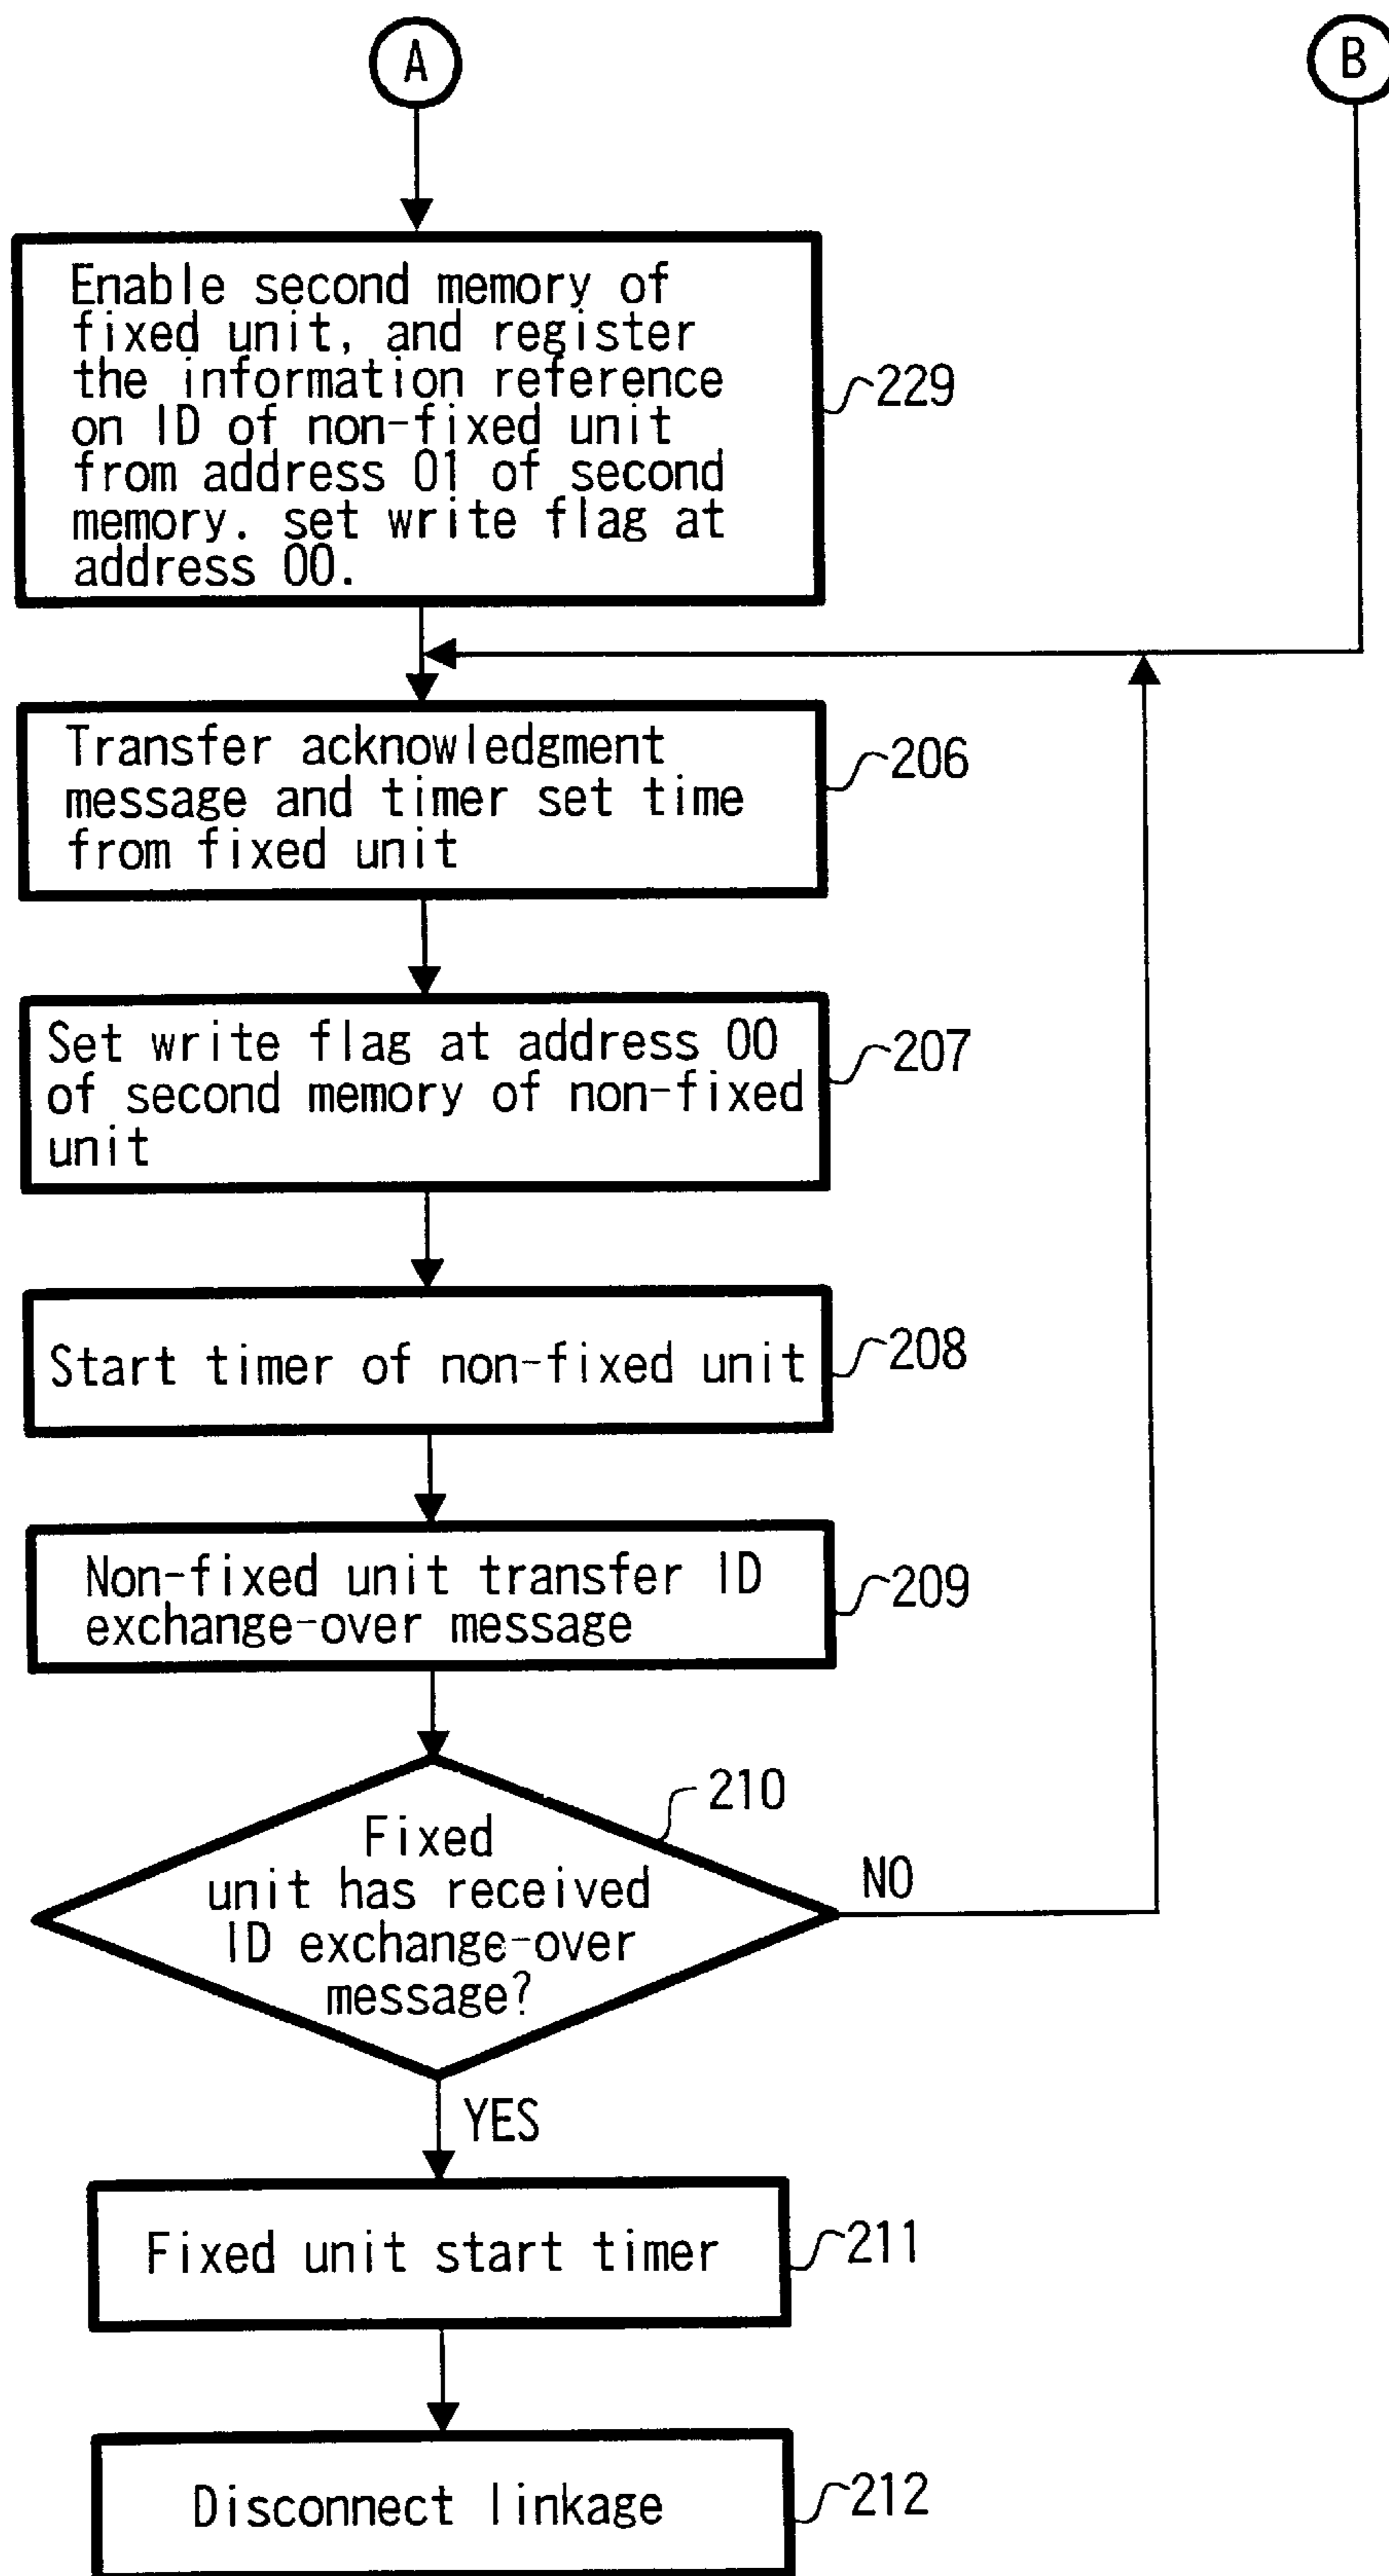 A
B
Enable second memory of
fixed unit, and register
the information reference
on ID of non-fixed unit
from address 01 of second
memory. set write flag at
address 00.
229
Transfer acknowledgment
message and timer set time
from fixed unit
206
Set write flag at address 00
of second memory of non-fixed
unit
207
Start timer of non-fixed unit
208
Non-fixed unit transfer ID
exchange-over message
209
210
Fixed
unit has received
ID exchange-over
message?
NO
YES
Fixed unit start timer
211
Disconnect linkage
212